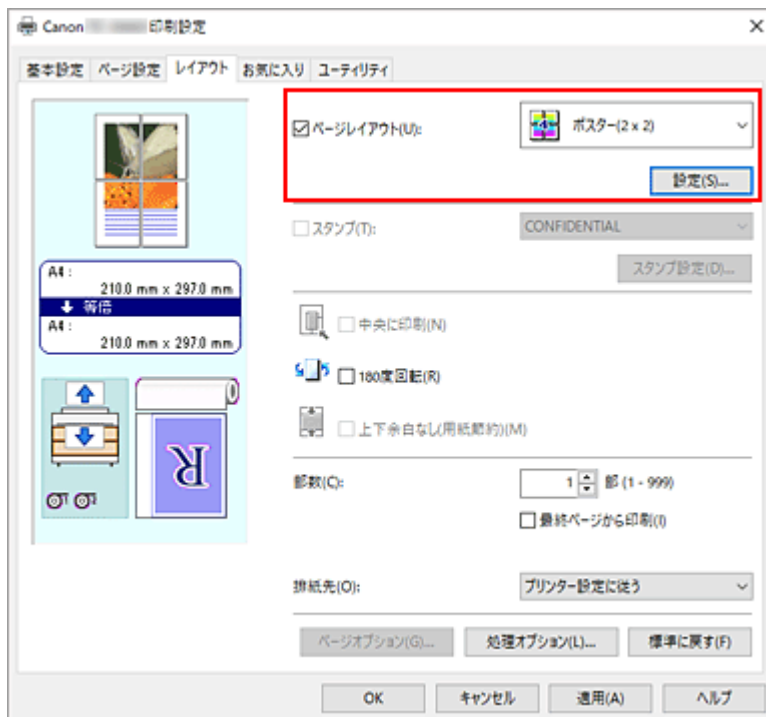 Canon 印刷設定
基本設定 ページ設定 レイアウト お気に入り ユーティリティ
ページレイアウト(U): ポスター(2 x 2)
設定(S)...
スタンプ(T): CONFIDENTIAL
スタンプ設定(D)...
A4 :
210.0 mm x 297.0 mm
等倍
A4 :
210.0 mm x 297.0 mm
中央に印刷(N)
180度回転(R)
上下余白なし(用紙節約)(M)
R
部数(C): 1 部 (1 - 999)
最終ページから印刷(I)
排紙先(O): プリンター設定に従う
ページオプション(G)... 処理オプション(L)... 標準に戻す(F)
OK キャンセル 適用(A) ヘルプ